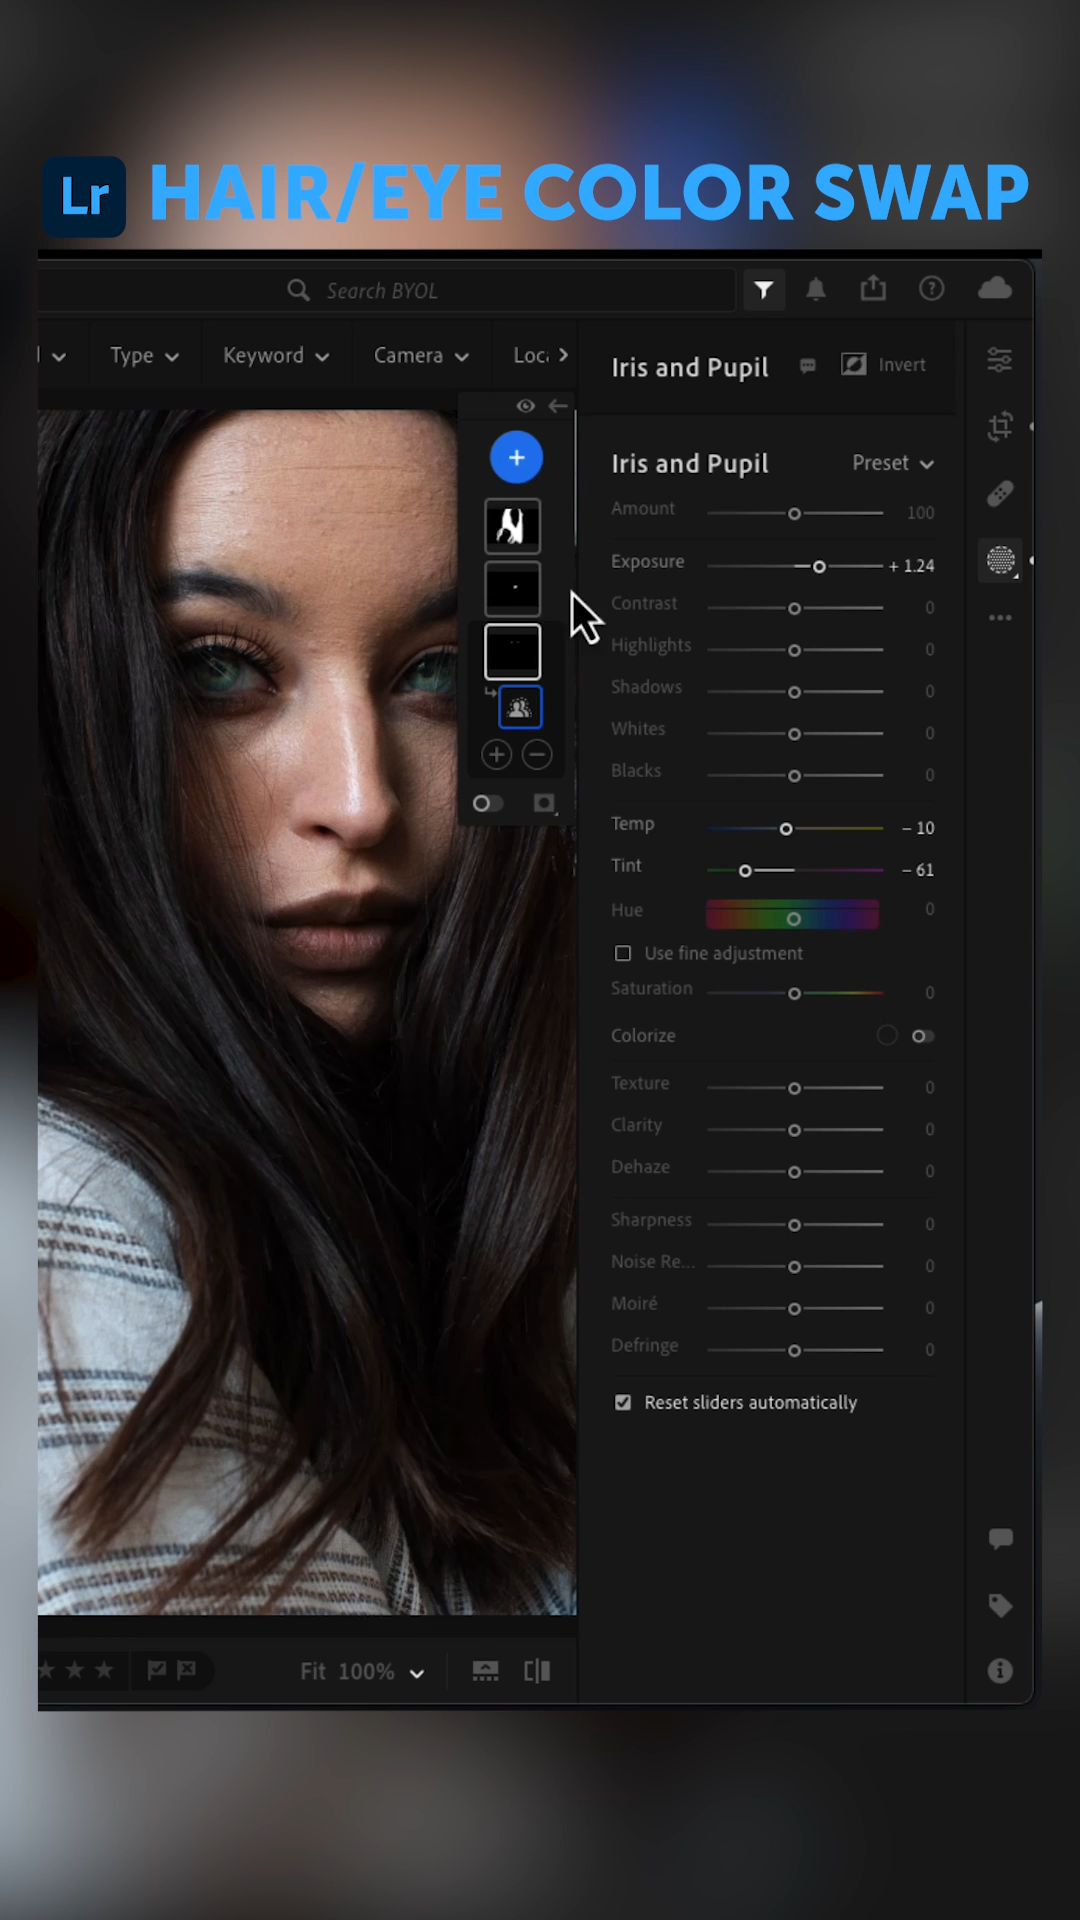 Lr HAIR/EYE COLOR SWAP
Search BYOL
Type
Keyword
Camera
Iris and Pupil
Invert
Iris and Pupil
Preset
Amount 100
Exposure + 1.24
Contrast 0
Highlights 0
Shadows 0
Whites 0
Blacks 0
Temp – 10
Tint – 61
Hue 0
Use fine adjustment
Saturation 0
Colorize
Texture 0
Clarity 0
Dehaze 0
Sharpness 0
Noise Re... 0
Moiré 0
Defringe 0
Reset sliders automatically
Fit 100%